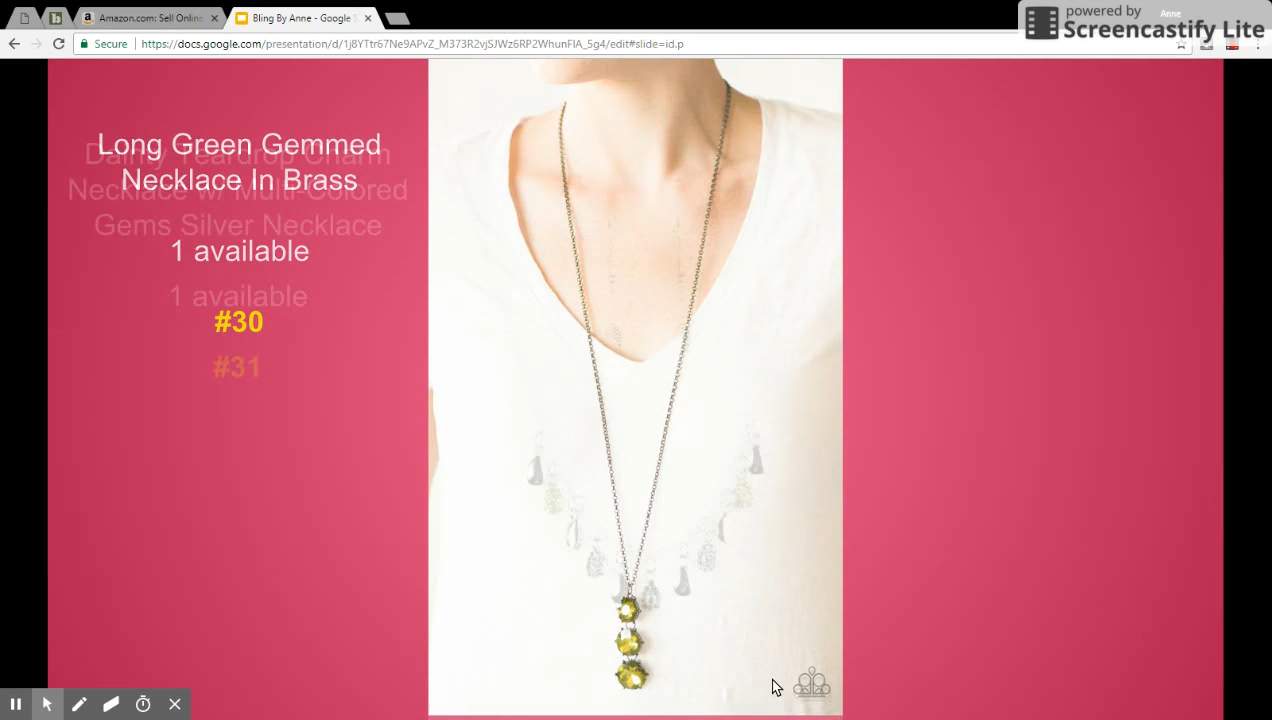 Amazon.com: Sell Online
Bling By Anne - Google S
Anne
powered by
Screencastify Lite
Secure
https://docs.google.com/presentation/d/1j8YTtr67Ne9APvZ_M373R2vjSJWz6RP2WhunFIA_5g4/edit#slide=id.p
Long Green Gemmed
Necklace In Brass
1 available
#30
Dainty Teardrop Charm
Necklace w/ Multi-Colored
Gems Silver Necklace
1 available
#31